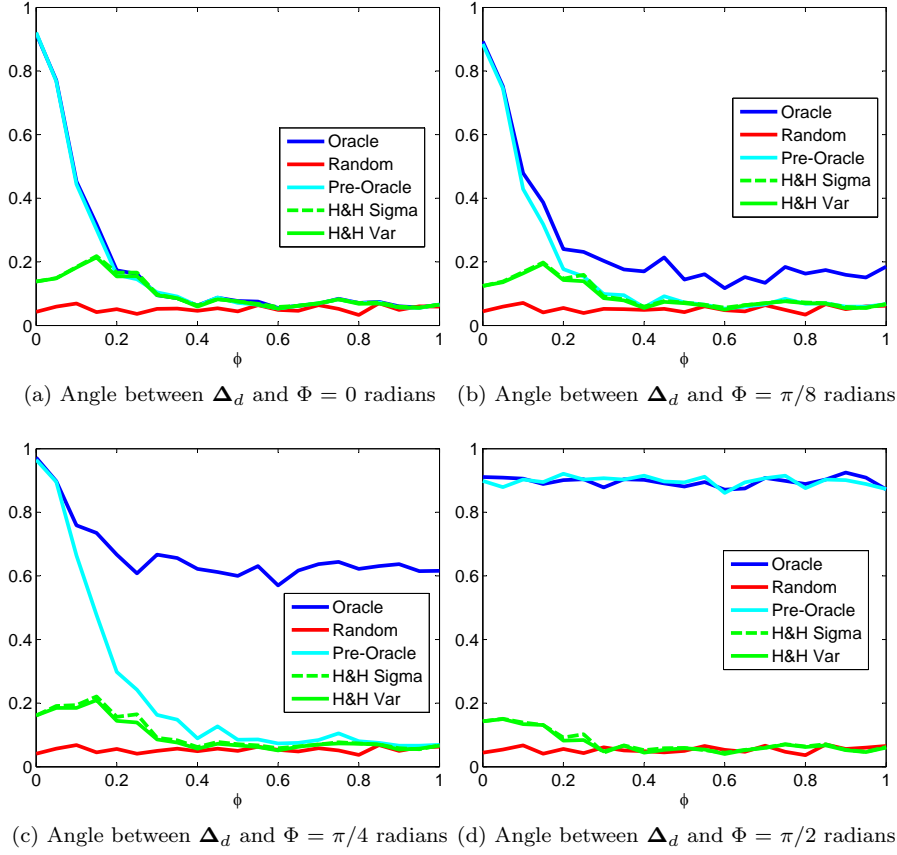 1
0.8
0.6
0.4
0.2
0
0 0.2 0.4 0.6 0.8 1
ϕ
Oracle
Random
Pre-Oracle
H&H Sigma
H&H Var
(a) Angle between Δd and Φ = 0 radians
1
0.8
0.6
0.4
0.2
0
0 0.2 0.4 0.6 0.8 1
ϕ
Oracle
Random
Pre-Oracle
H&H Sigma
H&H Var
(b) Angle between Δd and Φ = π/8 radians
1
0.8
0.6
0.4
0.2
0
0 0.2 0.4 0.6 0.8 1
ϕ
Oracle
Random
Pre-Oracle
H&H Sigma
H&H Var
(c) Angle between Δd and Φ = π/4 radians
1
0.8
0.6
0.4
0.2
0
0 0.2 0.4 0.6 0.8 1
ϕ
Oracle
Random
Pre-Oracle
H&H Sigma
H&H Var
(d) Angle between Δd and Φ = π/2 radians